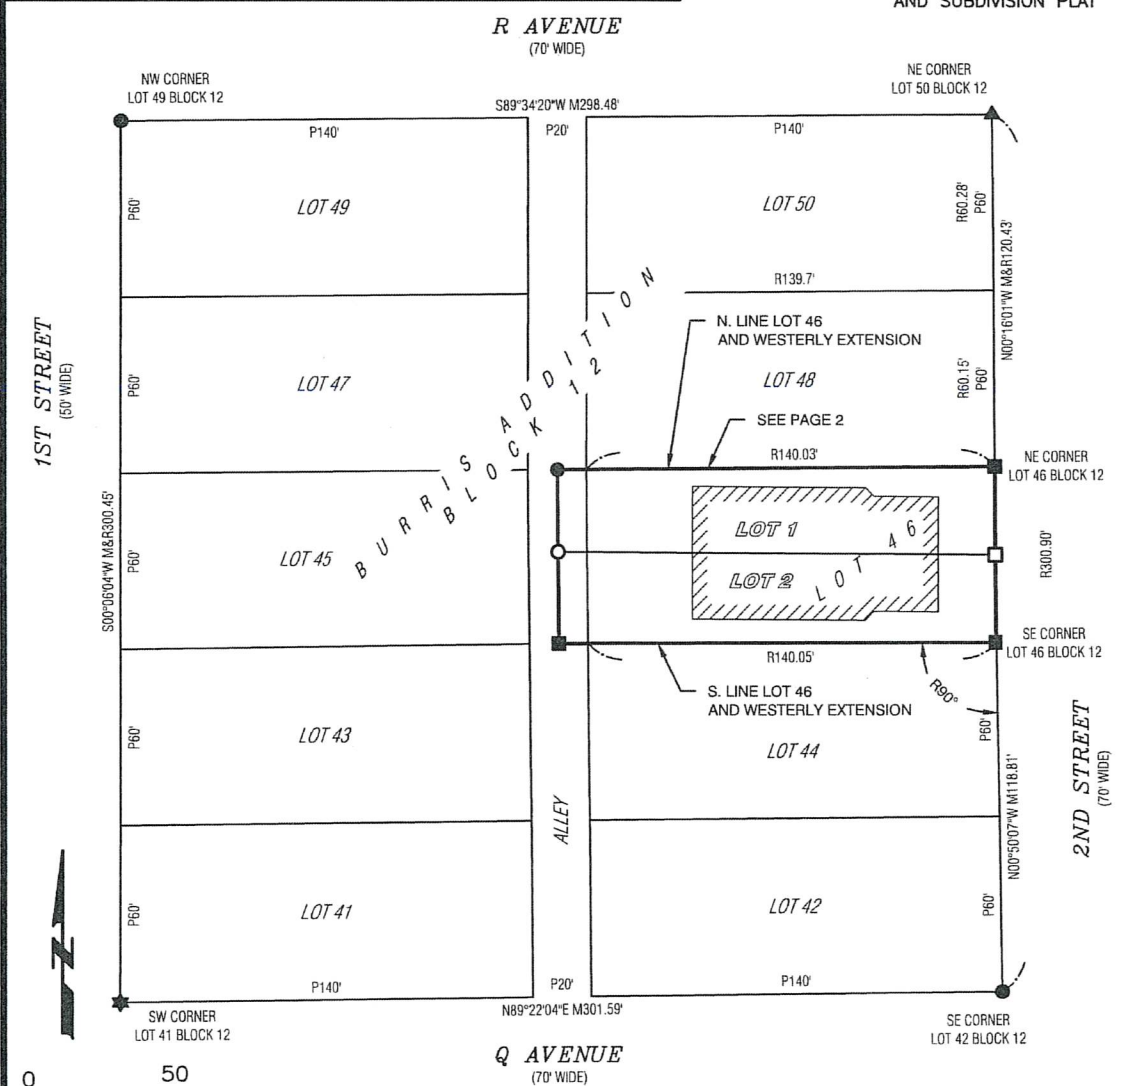 AND SUBDIVISION PLAT
R AVENUE
(70' WIDE)
NW CORNER
LOT 49 BLOCK 12
NE CORNER
LOT 50 BLOCK 12
S89°34'20"W M298.48'
P140'
P20'
P140'
P60'
LOT 49
LOT 50
R60.28'
P60'
N00°16'01"W M&R120.43'
R139.7'
1ST STREET
(50' WIDE)
BURRIS ADDITION
BLOCK 12
N. LINE LOT 46
AND WESTERLY EXTENSION
P60'
LOT 47
LOT 48
R60.15'
P60'
SEE PAGE 2
R140.03'
NE CORNER
LOT 46 BLOCK 12
S00°06'04"W M&R300.45'
P60'
LOT 45
LOT 1
LOT 46
LOT 2
R300.90'
SE CORNER
LOT 46 BLOCK 12
R140.05'
R90°
S. LINE LOT 46
AND WESTERLY EXTENSION
P60'
LOT 43
LOT 44
P60'
N00°50'07"W M118.81'
2ND STREET
(70' WIDE)
ALLEY
P60'
LOT 41
LOT 42
P60'
N
P140'
P20'
P140'
N89°22'04"E M301.59'
SW CORNER
LOT 41 BLOCK 12
SE CORNER
LOT 42 BLOCK 12
Q AVENUE
(70' WIDE)
0
50